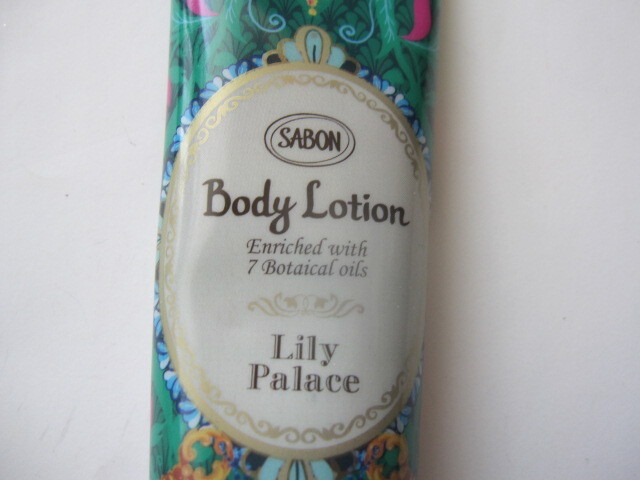 SABON
Body Lotion
Enriched with
7 Botaical oils
Lily
Palace